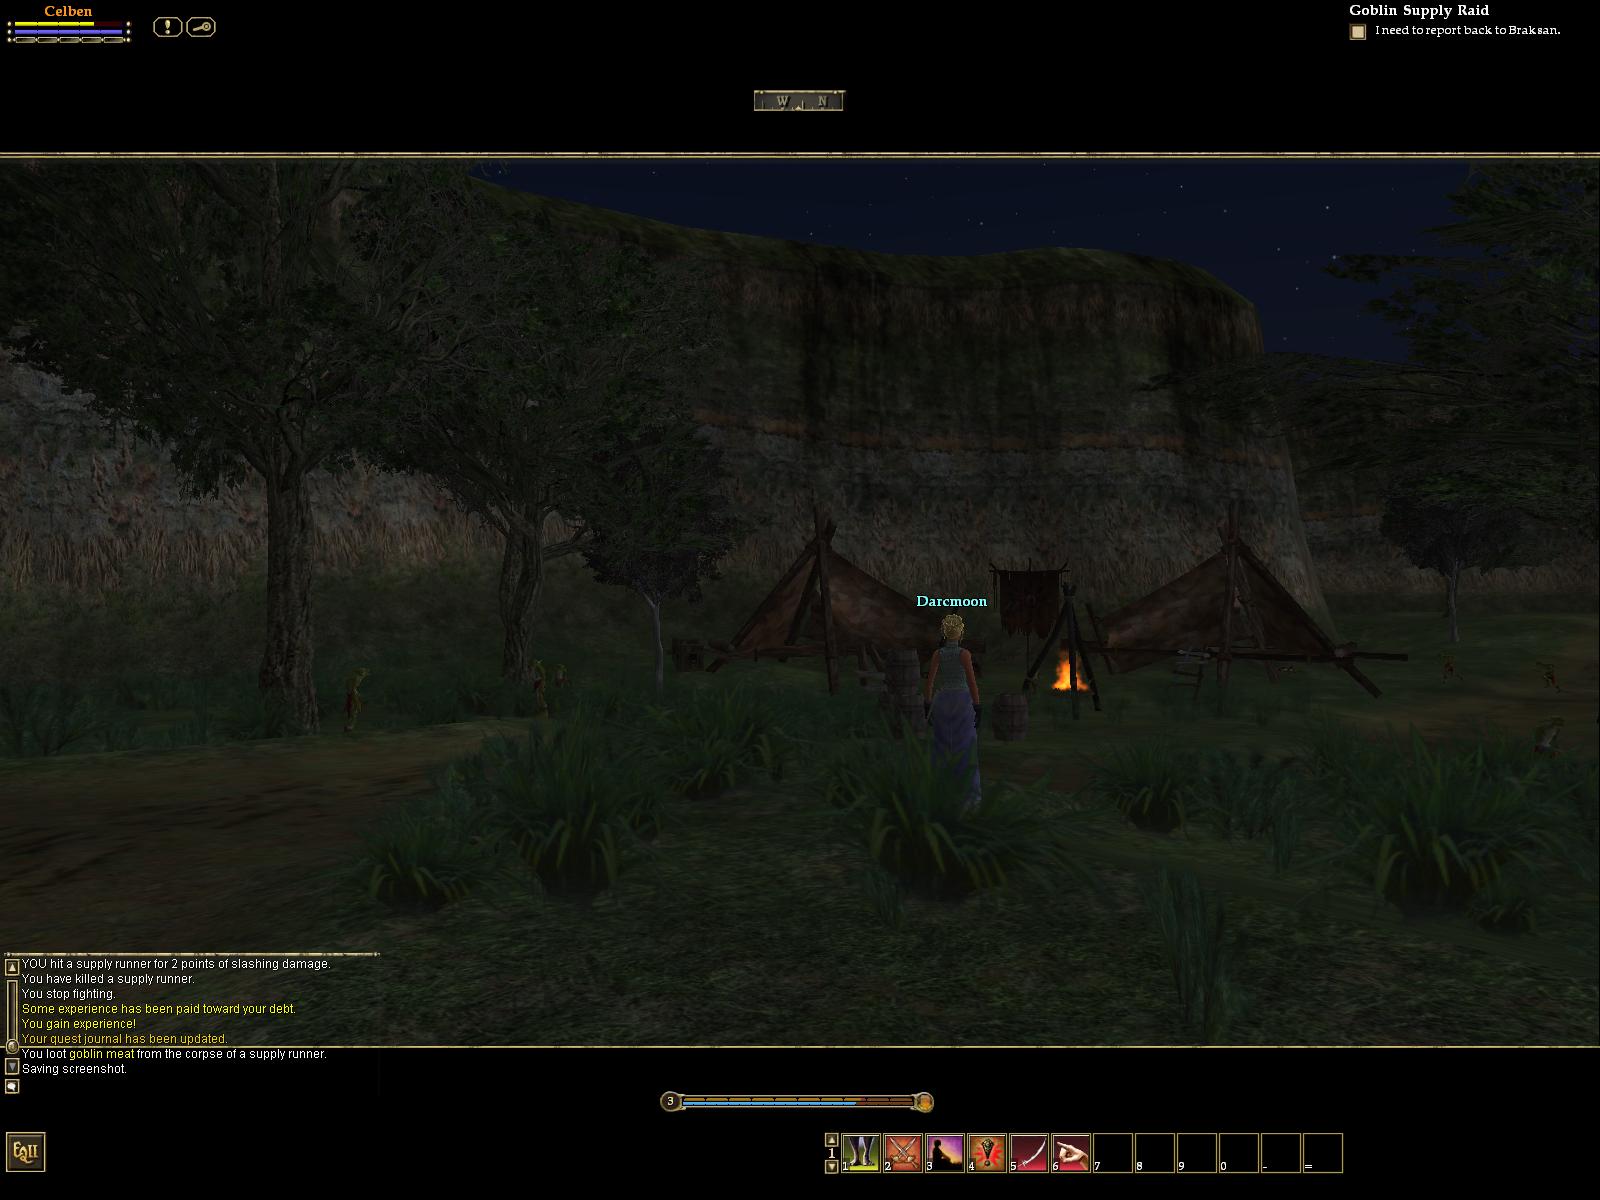 Celben
Goblin Supply Raid
I need to report back to Braksan.
W N
Darcmoon
YOU hit a supply runner for 2 points of slashing damage.
You have killed a supply runner.
You stop fighting.
Some experience has been paid toward your debt.
You gain experience!
Your quest journal has been updated.
You loot goblin meat from the corpse of a supply runner.
Saving screenshot.
3
EQII
1
1 2 3 4 5 6 7 8 9 0 - =